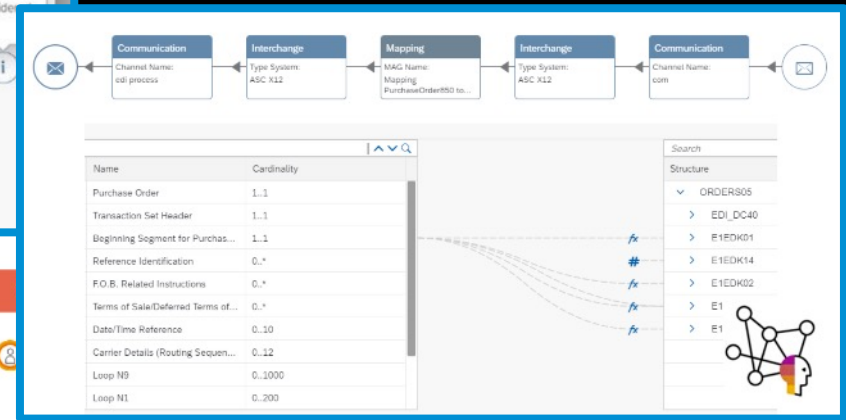 Communication
Channel Name:
edi process
Interchange
Type System:
ASC X12
Mapping
MAG Name:
Mapping
PurchaseOrder850 to...
Interchange
Type System:
ASC X12
Communication
Channel Name:
com
Search
Name Cardinality
Structure
Purchase Order 1..1
ORDERS05
Transaction Set Header 1..1
EDI_DC40
Beginning Segment for Purchas... 1..1
fx E1EDK01
Reference Identification 0..*
# E1EDK14
F.O.B. Related Instructions 0..*
fx E1EDK02
Terms of Sale/Deferred Terms of... 0..*
fx E1
Date/Time Reference 0..10
fx E1
Carrier Details (Routing Sequen... 0..12
Loop N9 0..1000
Loop N1 0..200